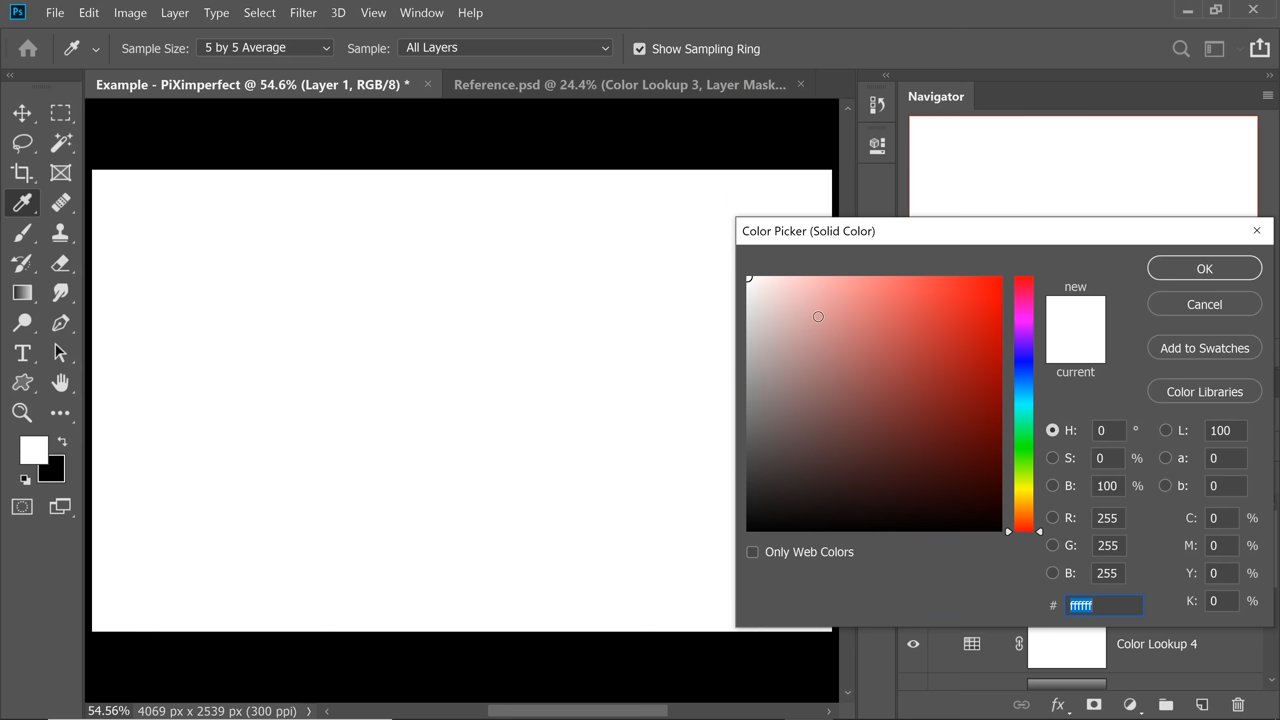 Ps File Edit Image Layer Type Select Filter 3D View Window Help
Sample Size: 5 by 5 Average Sample: All Layers Show Sampling Ring
Example - PiXimperfect @ 54.6% (Layer 1, RGB/8) * Reference.psd @ 24.4% (Color Lookup 3, Layer Mask...
Navigator
Color Picker (Solid Color)
OK
new
Cancel
Add to Swatches
current
Color Libraries
H: 0 ° L: 100
S: 0 % a: 0
B: 100 % b: 0
R: 255 C: 0 %
G: 255 M: 0 %
Only Web Colors
B: 255 Y: 0 %
# ffffff K: 0 %
T
Color Lookup 4
54.56% 4069 px x 2539 px (300 ppi)
fx